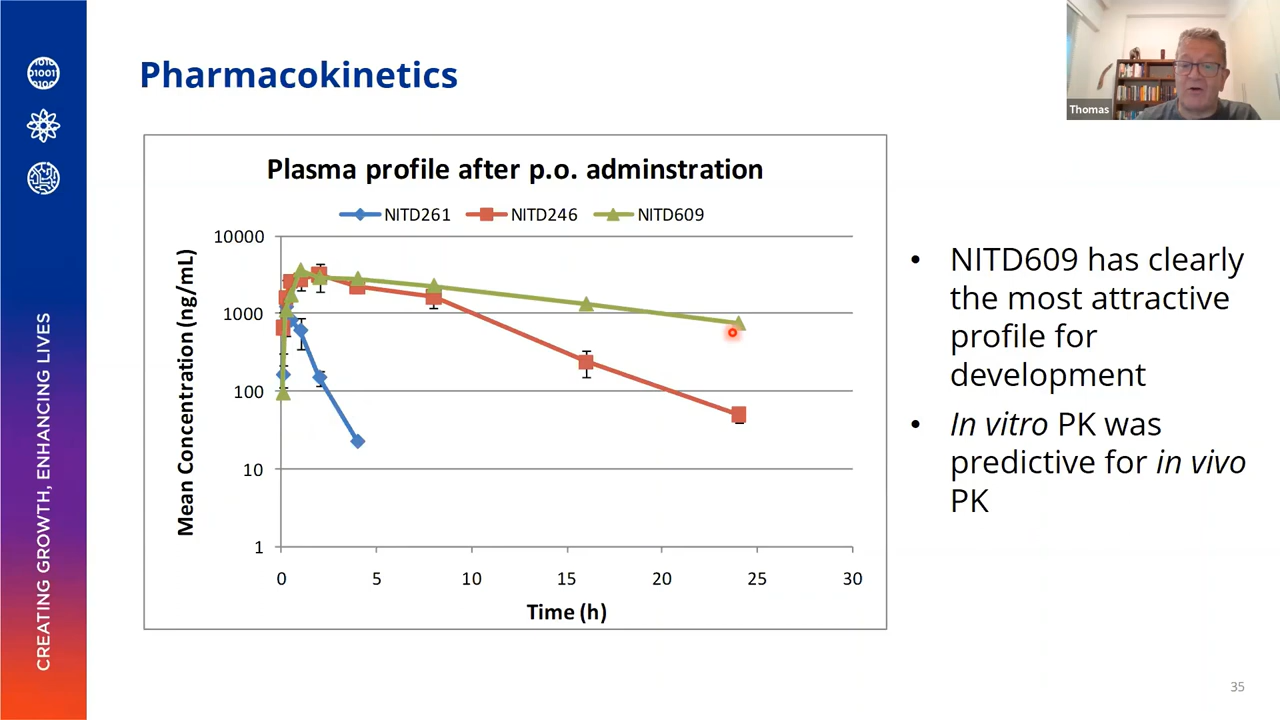 Pharmacokinetics
Thomas
Plasma profile after p.o. adminstration
NITD261 NITD246 NITD609
Mean Concentration (ng/mL)
10000
1000
100
10
1
0 5 10 15 20 25 30
Time (h)
• NITD609 has clearly
the most attractive
profile for
development
• In vitro PK was
predictive for in vivo
PK
CREATING GROWTH, ENHANCING LIVES
35